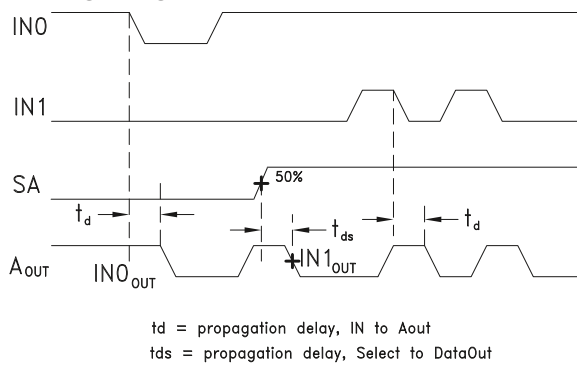 IN0
IN1
SA
50%
td
tds
td
AOUT
IN0OUT
IN1OUT
td = propagation delay, IN to Aout
tds = propagation delay, Select to DataOut